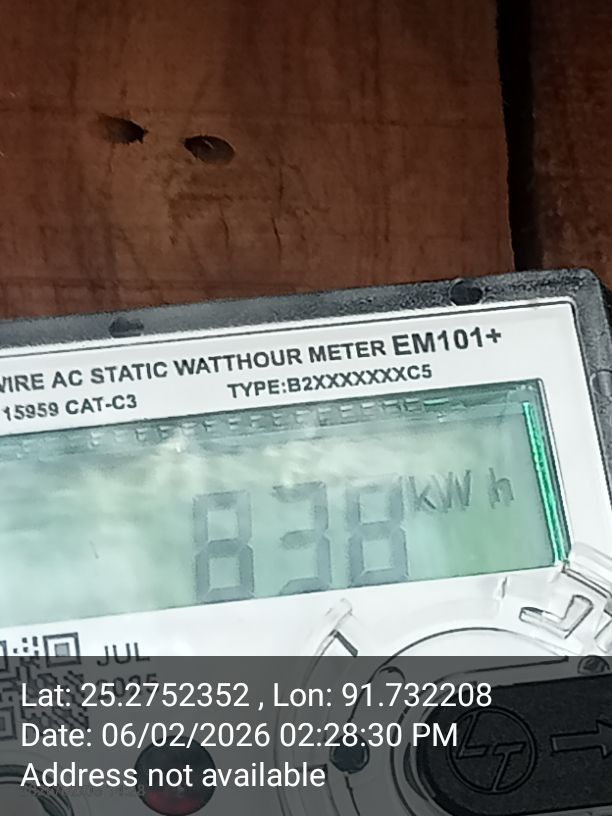 WIRE AC STATIC WATTHOUR METER EM101+
15959 CAT-C3 TYPE:B2XXXXXXXC5
838 kWh
JUL
Lat: 25.2752352 , Lon: 91.732208
Date: 06/02/2026 02:28:30 PM
Address not available
LT